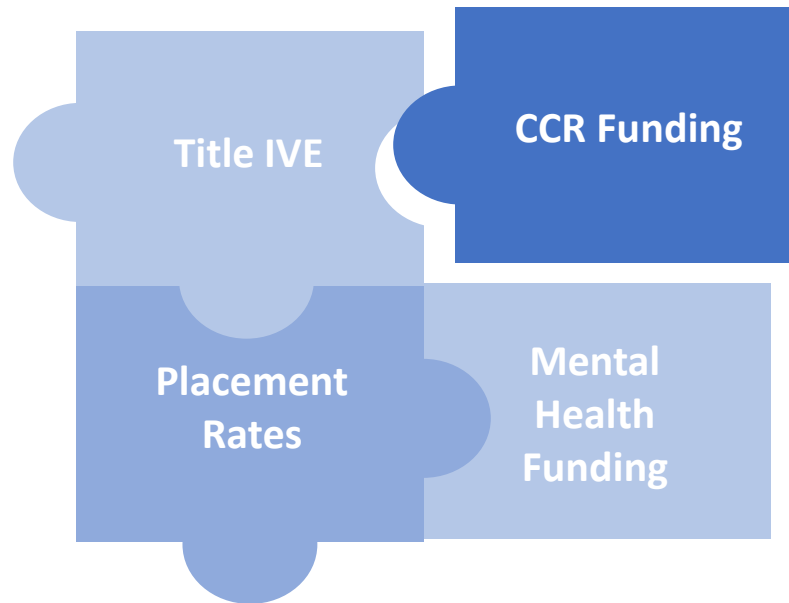 Title IVE
CCR Funding
Placement
Rates
Mental
Health
Funding